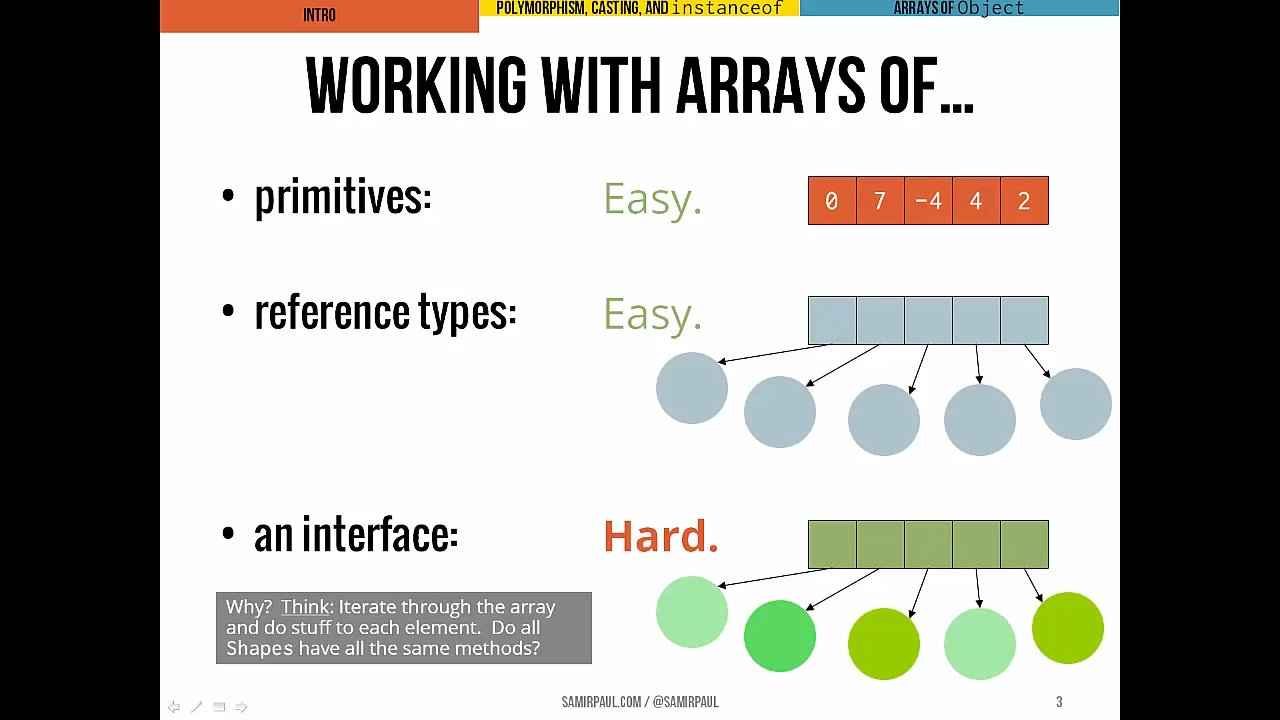 INTRO
POLYMORPHISM, CASTING, AND instanceof
ARRAYS OF Object
WORKING WITH ARRAYS OF...
• primitives: Easy. 0 7 -4 4 2
• reference types: Easy.
• an interface: Hard.
Why? Think: Iterate through the array
and do stuff to each element. Do all
Shapes have all the same methods?
SAMIRPAUL.COM / @SAMIRPAUL
3